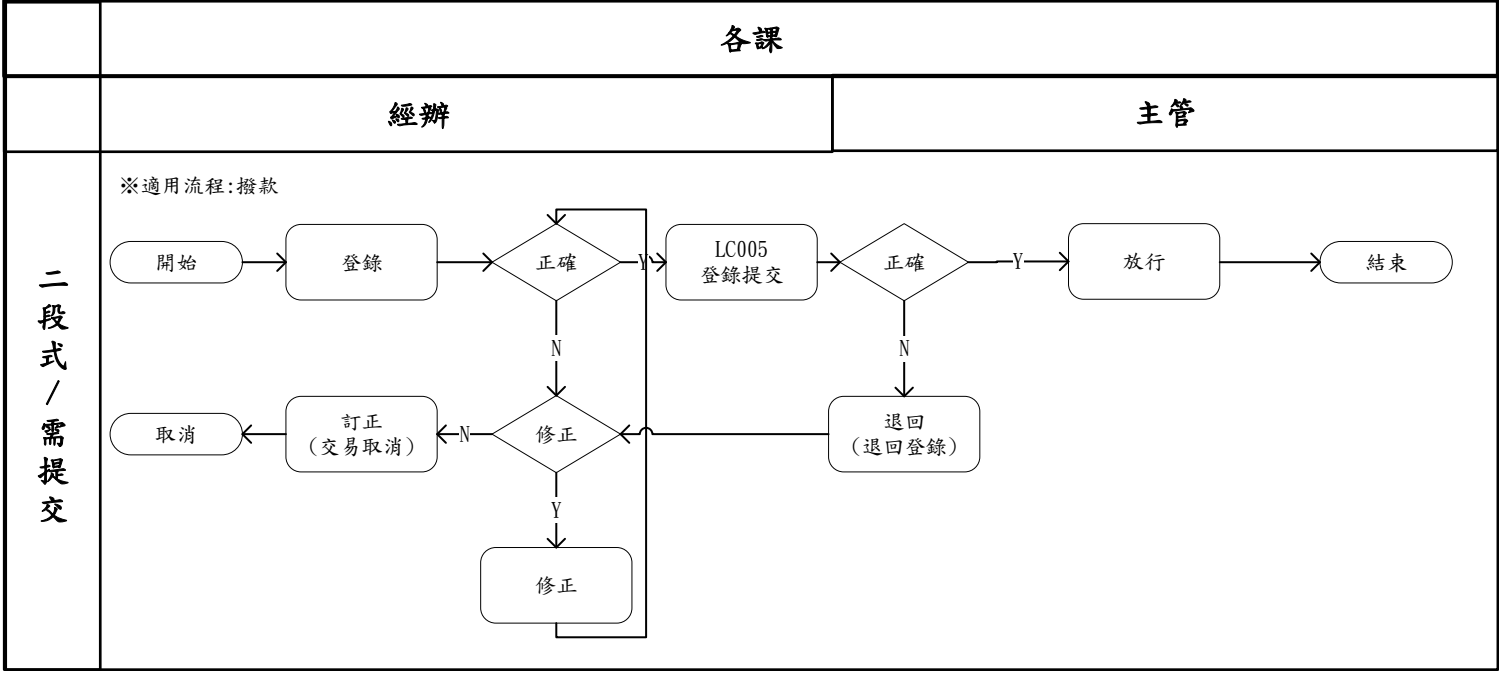 各課
經辦
主管
二段式/需提交
※適用流程:撥款
開始
登錄
正確
Y
LC005
登錄提交
正確
Y
放行
結束
N
N
取消
訂正
(交易取消)
N
修正
退回
(退回登錄)
Y
修正